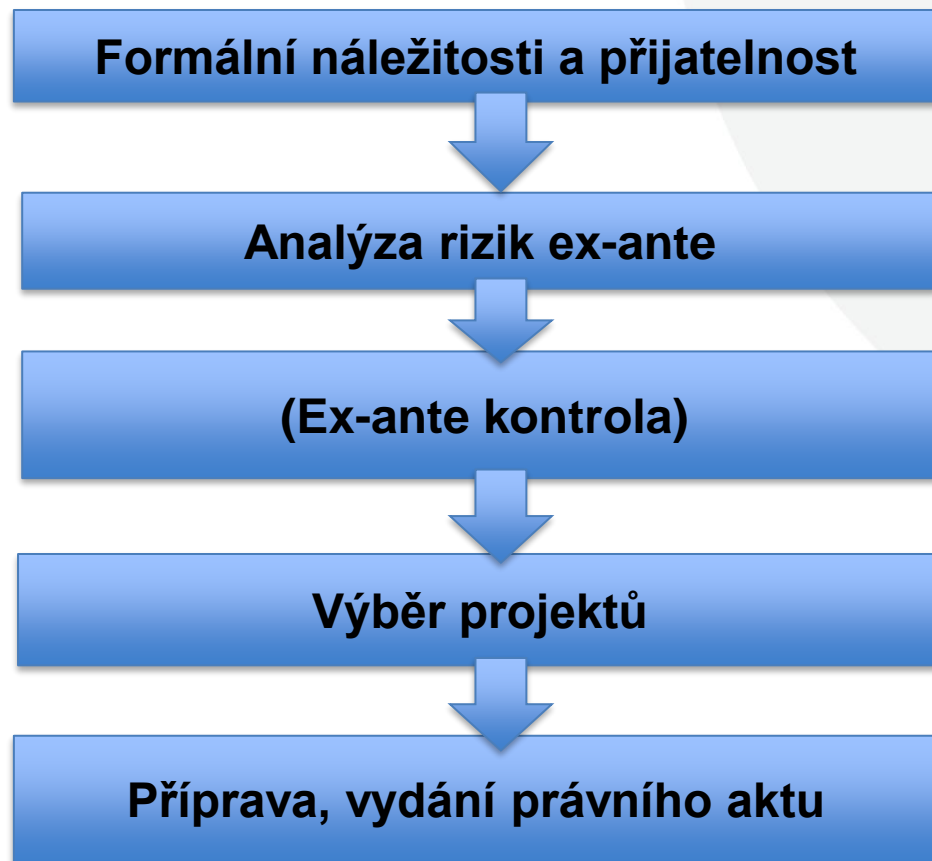 Formální náležitosti a přijatelnost
Analýza rizik ex-ante
(Ex-ante kontrola)
Výběr projektů
Příprava, vydání právního aktu